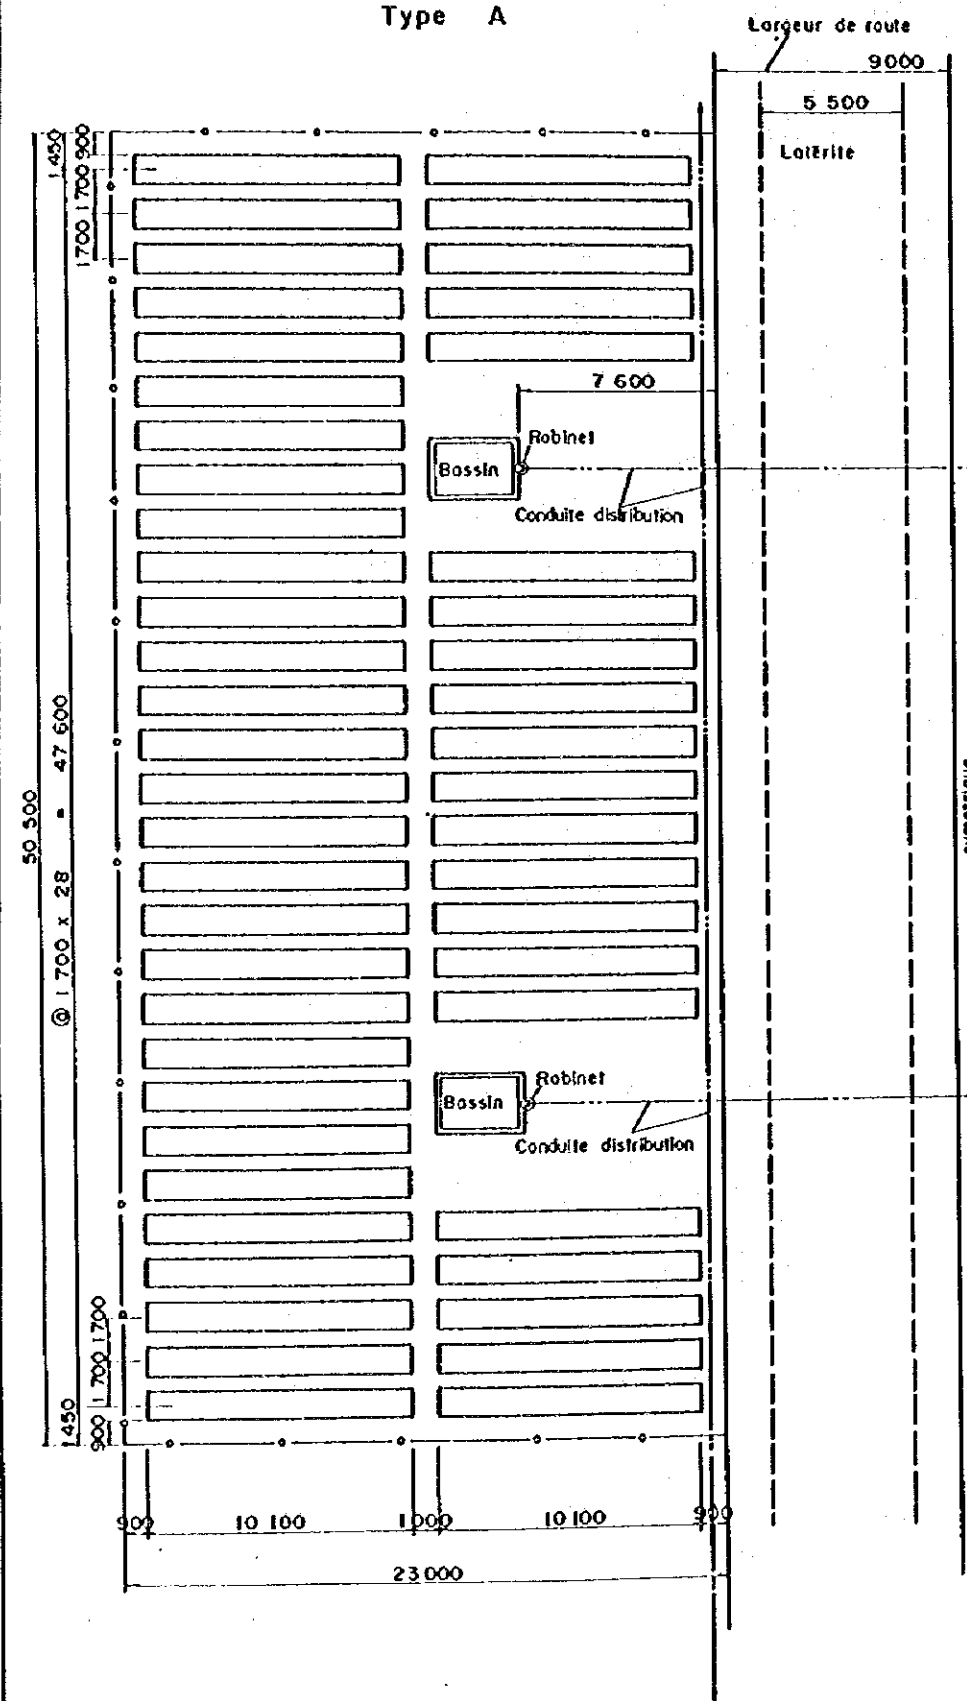 Type A
Largeur de route
9000
5 500
Latérite
1 450
900
1 700
1 700
7 600
Robinet
Bassin
Conduite distribution
50 500
@ 1 700 x 28 = 47 600
symétrique
Robinet
Bassin
Conduite distribution
1 700
1 700
1 450
900
900
10 100
1 000
10 100
900
23 000